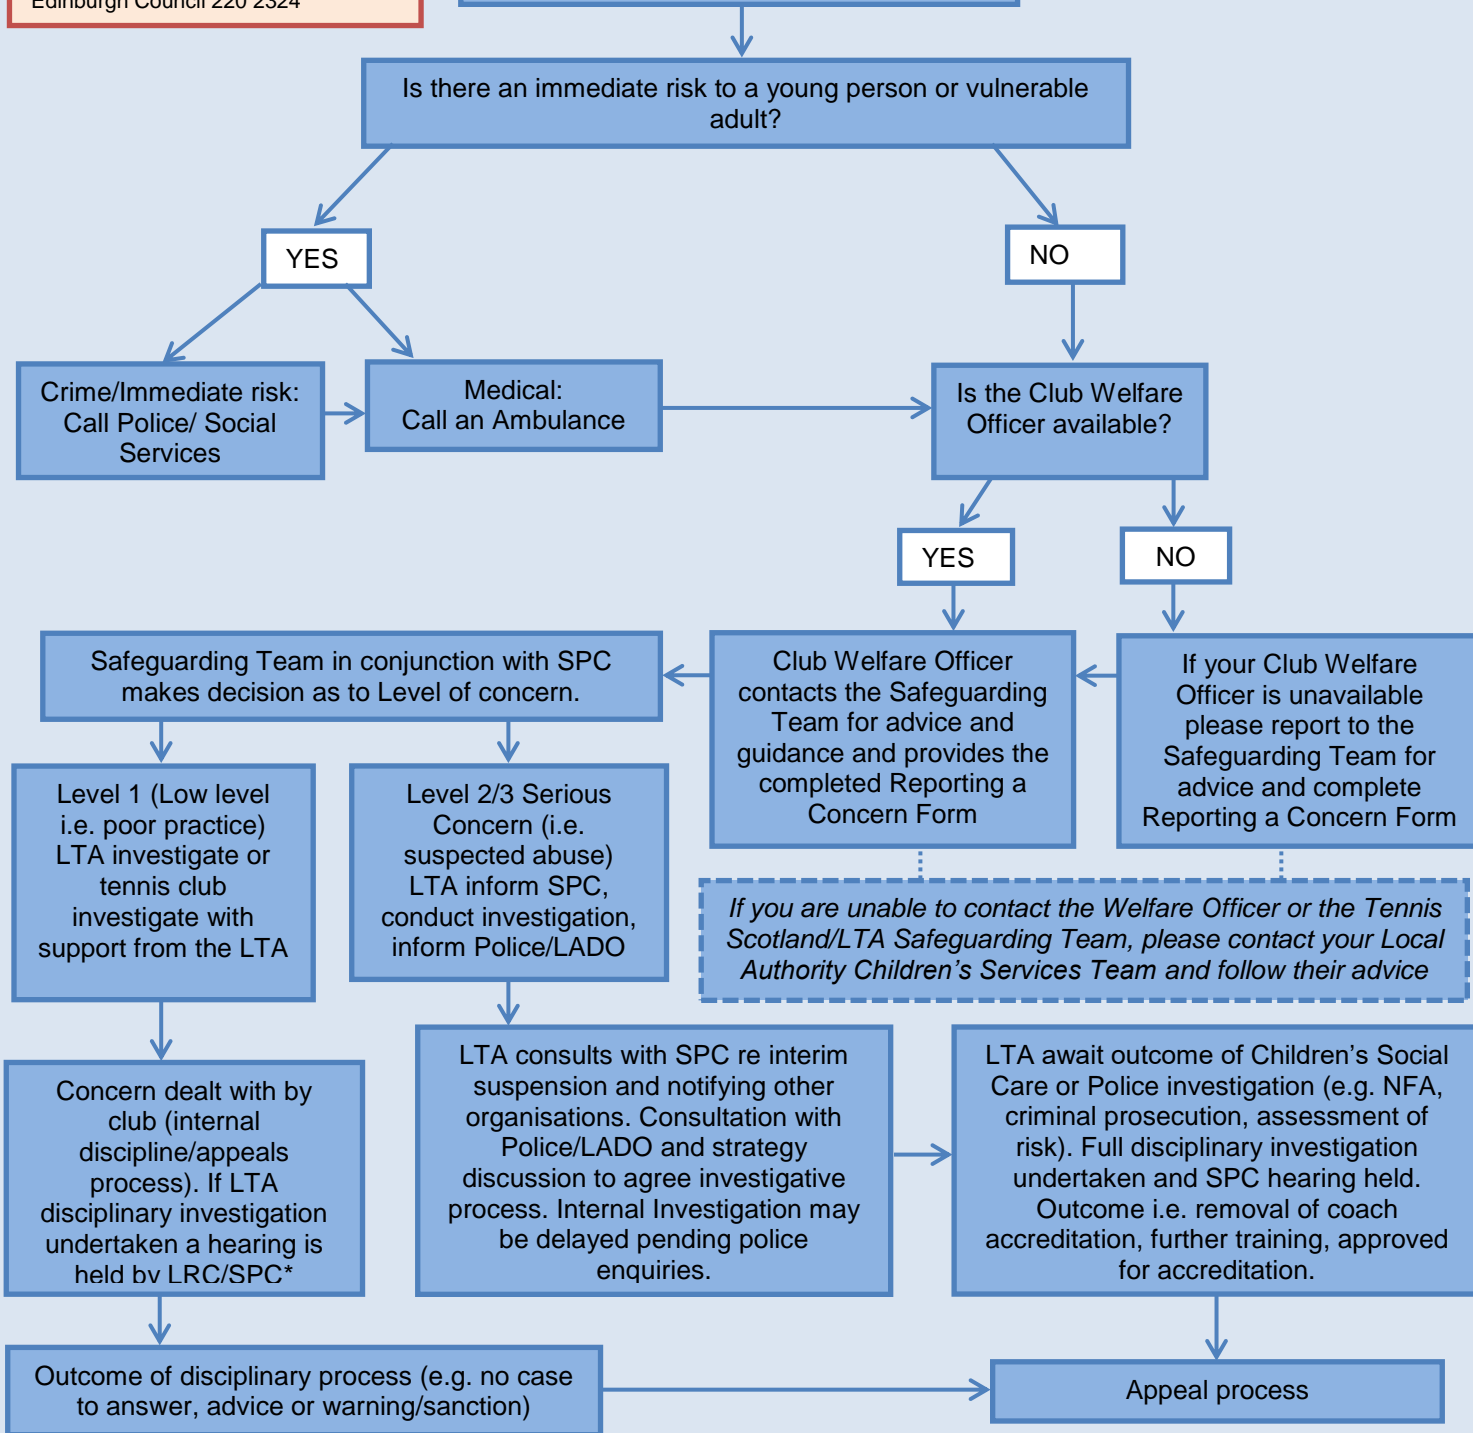 Edinburgh Council 220 2324
Is there an immediate risk to a young person or vulnerable
adult?
YES
NO
Crime/Immediate risk:
Call Police/ Social
Services
Medical:
Call an Ambulance
Is the Club Welfare
Officer available?
YES
NO
Safeguarding Team in conjunction with SPC
makes decision as to Level of concern.
Club Welfare Officer
contacts the Safeguarding
Team for advice and
guidance and provides the
completed Reporting a
Concern Form
If your Club Welfare
Officer is unavailable
please report to the
Safeguarding Team for
advice and complete
Reporting a Concern Form
Level 1 (Low level
i.e. poor practice)
LTA investigate or
tennis club
investigate with
support from the LTA
Level 2/3 Serious
Concern (i.e.
suspected abuse)
LTA inform SPC,
conduct investigation,
inform Police/LADO
If you are unable to contact the Welfare Officer or the Tennis
Scotland/LTA Safeguarding Team, please contact your Local
Authority Children's Services Team and follow their advice
Concern dealt with by
club (internal
discipline/appeals
process). If LTA
disciplinary investigation
undertaken a hearing is
held by LRC/SPC*
LTA consults with SPC re interim
suspension and notifying other
organisations. Consultation with
Police/LADO and strategy
discussion to agree investigative
process. Internal Investigation may
be delayed pending police
enquiries.
LTA await outcome of Children's Social
Care or Police investigation (e.g. NFA,
criminal prosecution, assessment of
risk). Full disciplinary investigation
undertaken and SPC hearing held.
Outcome i.e. removal of coach
accreditation, further training, approved
for accreditation.
Outcome of disciplinary process (e.g. no case
to answer, advice or warning/sanction)
Appeal process